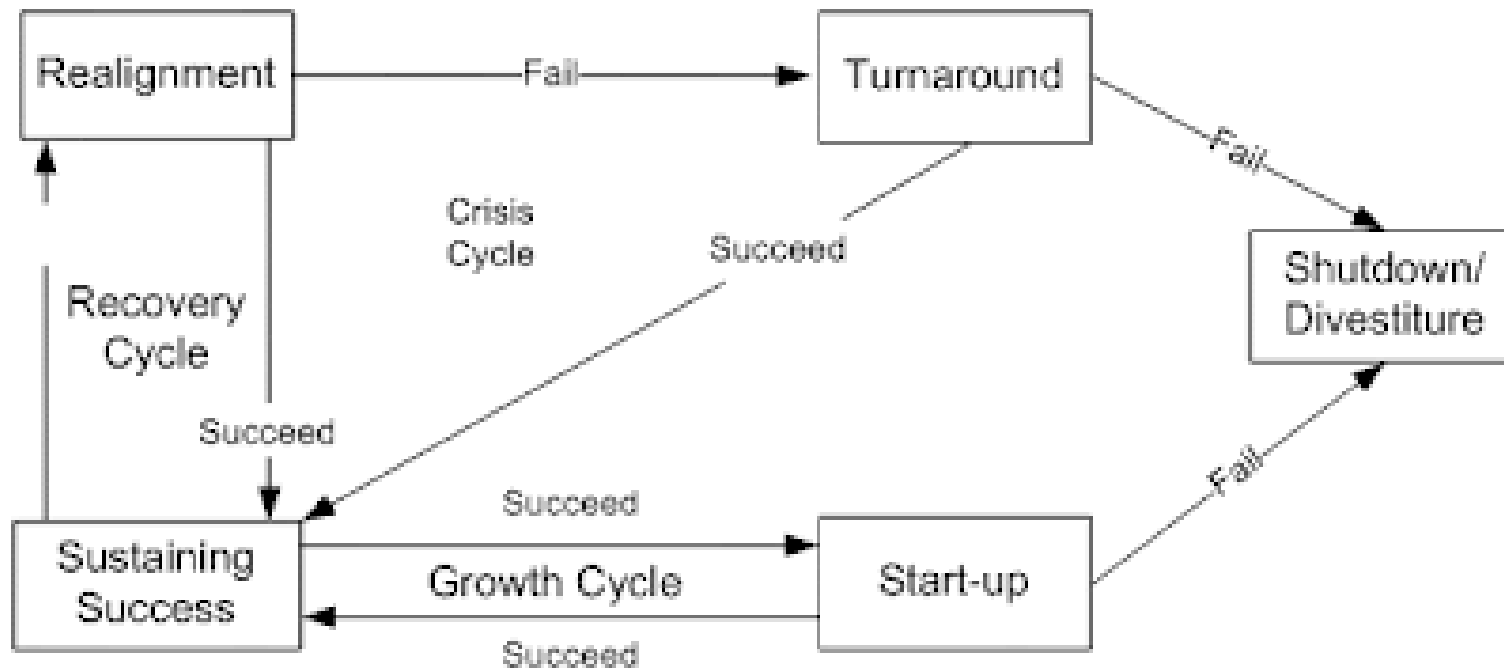 Realignment
Fail
Turnaround
Fail
Crisis
Cycle
Succeed
Shutdown/
Divestiture
Recovery
Cycle
Succeed
Fail
Succeed
Sustaining
Success
Growth Cycle
Start-up
Succeed